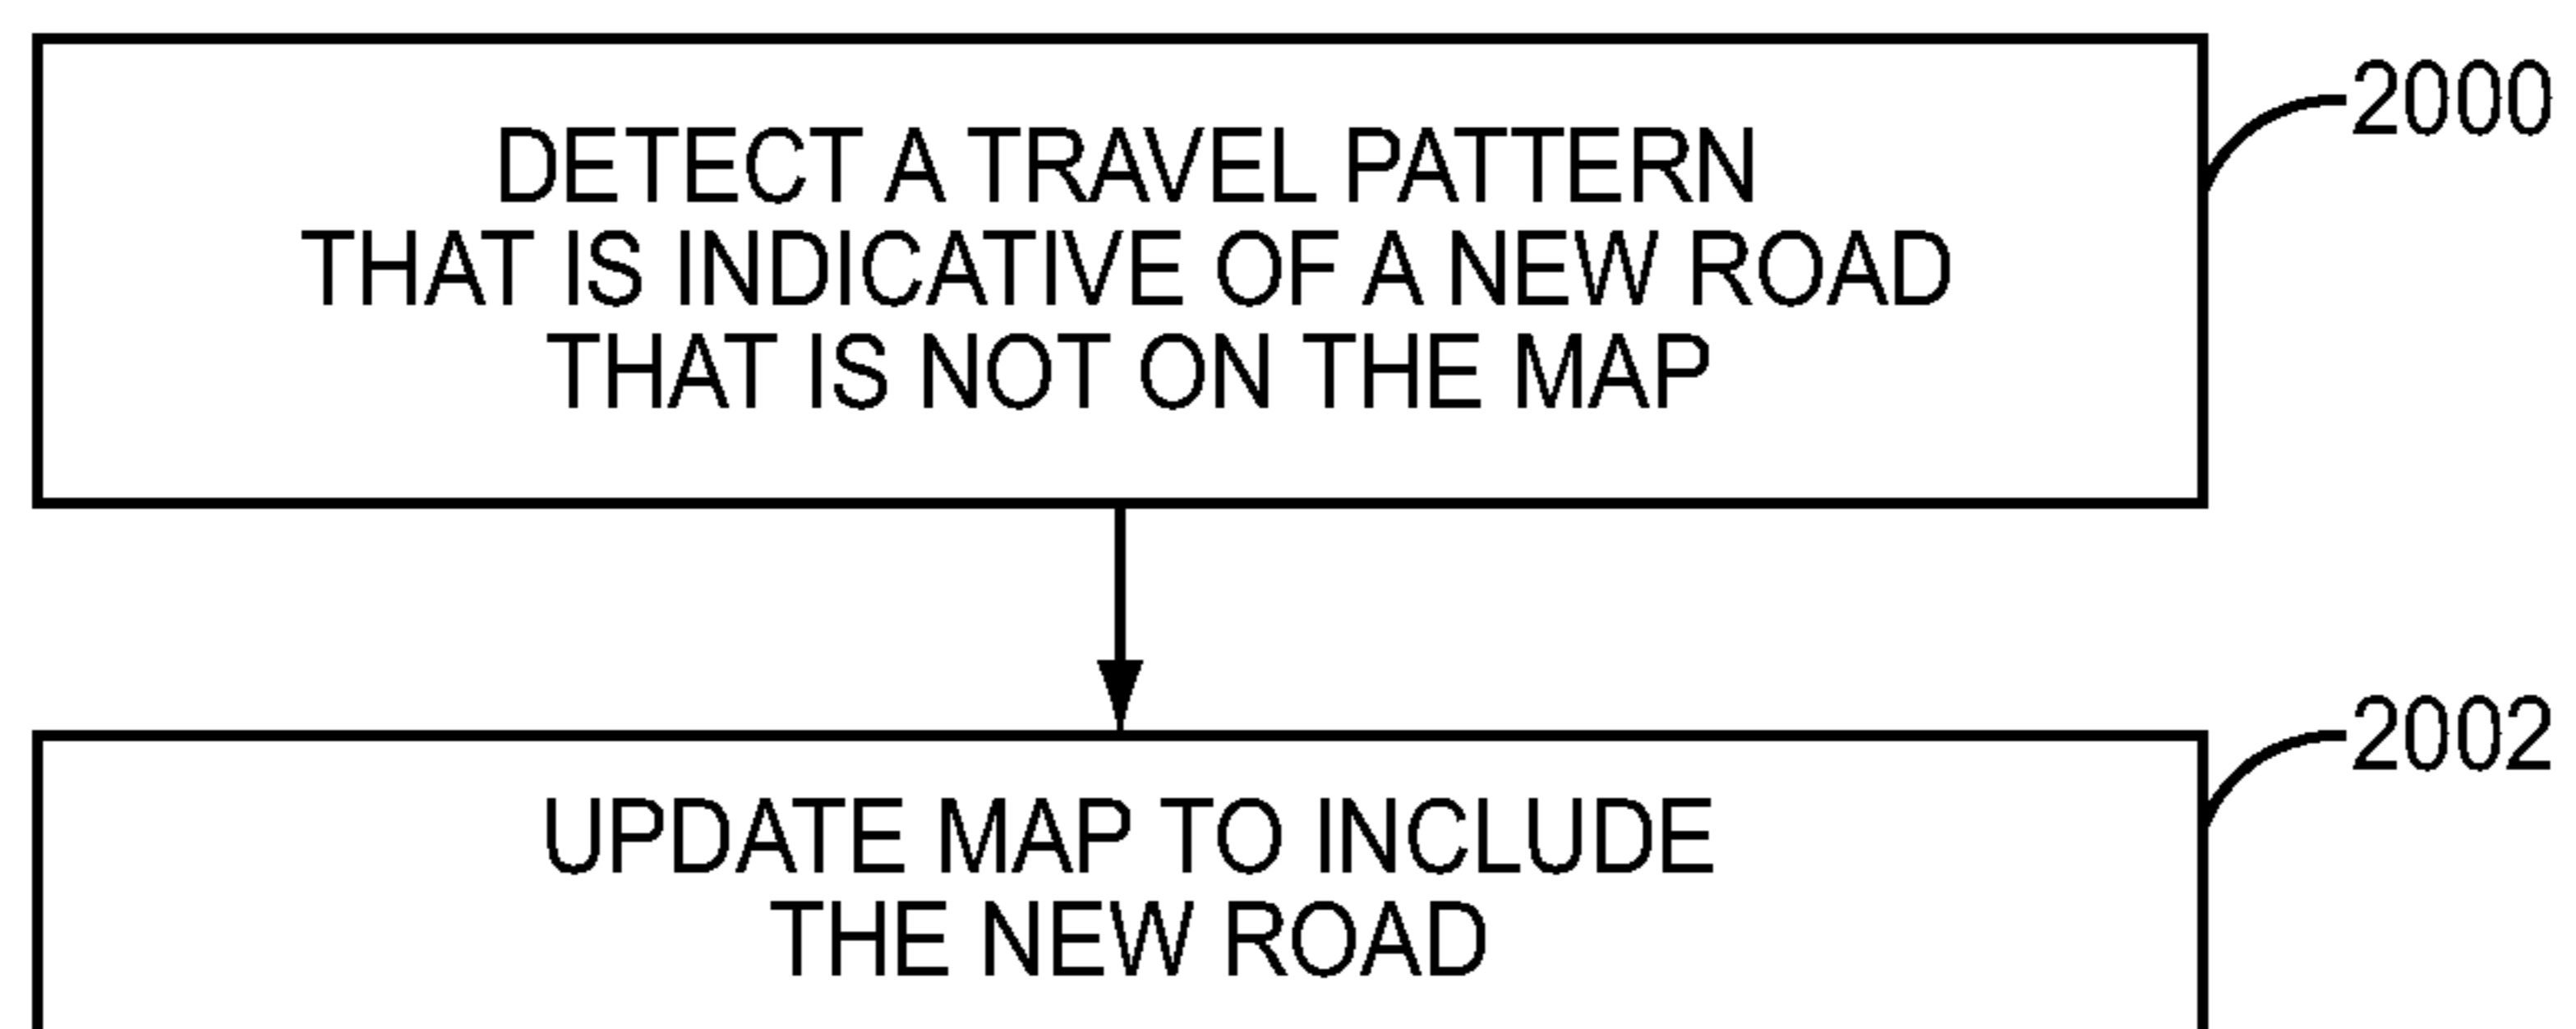 2000
DETECT A TRAVEL PATTERN
THAT IS INDICATIVE OF A NEW ROAD
THAT IS NOT ON THE MAP
2002
UPDATE MAP TO INCLUDE
THE NEW ROAD